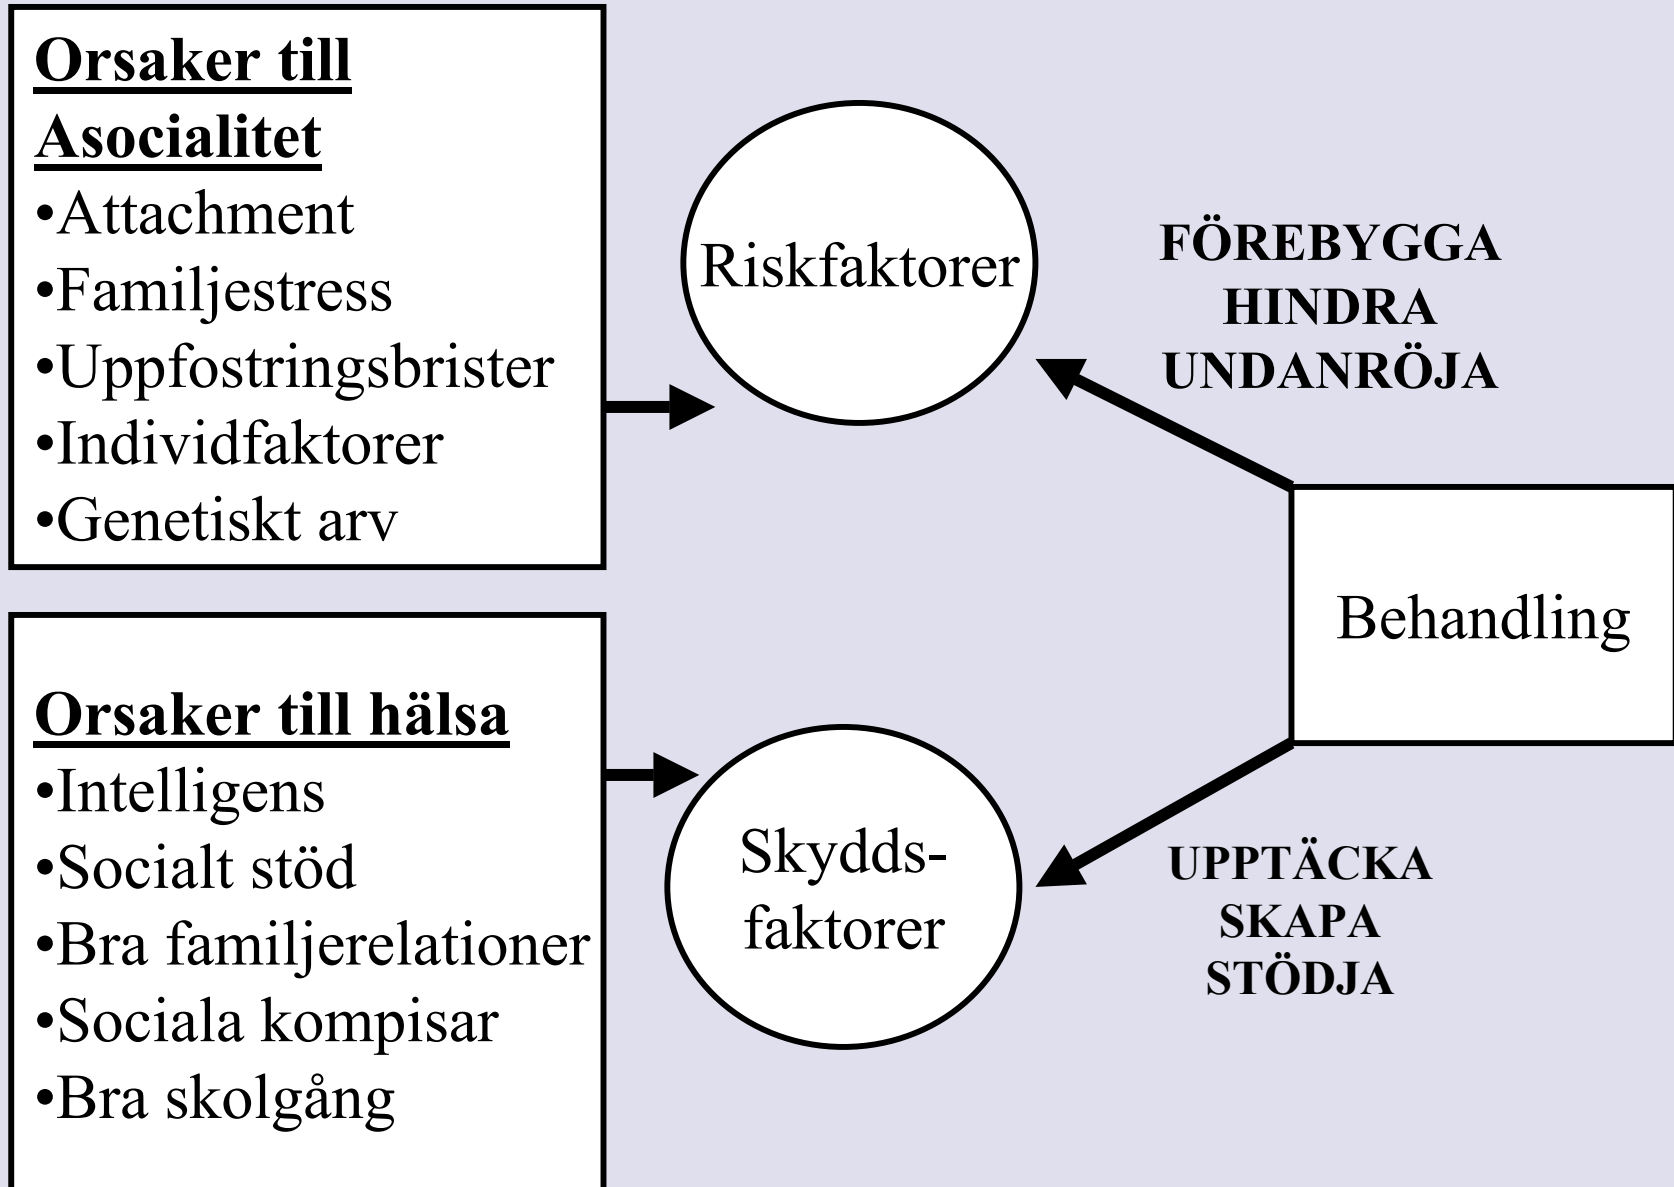 Orsaker till
Asocialitet
•Attachment
•Familjestress
•Uppfostringsbrister
•Individfaktorer
•Genetiskt arv
Riskfaktorer
FÖREBYGGA
HINDRA
UNDANRÖJA
Behandling
Orsaker till hälsa
•Intelligens
•Socialt stöd
•Bra familjerelationer
•Sociala kompisar
•Bra skolgång
Skydds-
faktorer
UPPTÄCKA
SKAPA
STÖDJA